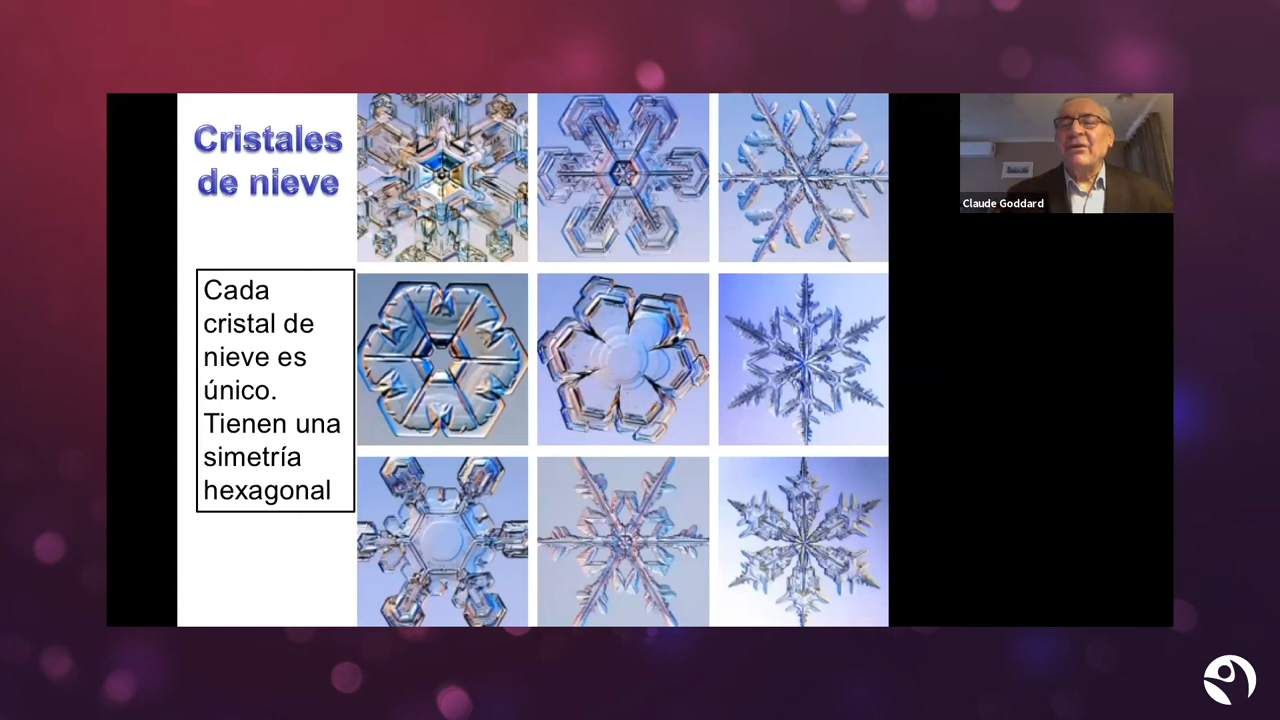 Cristales
de nieve
Cada
cristal de
nieve es
único.
Tienen una
simetría
hexagonal
Claude Goddard